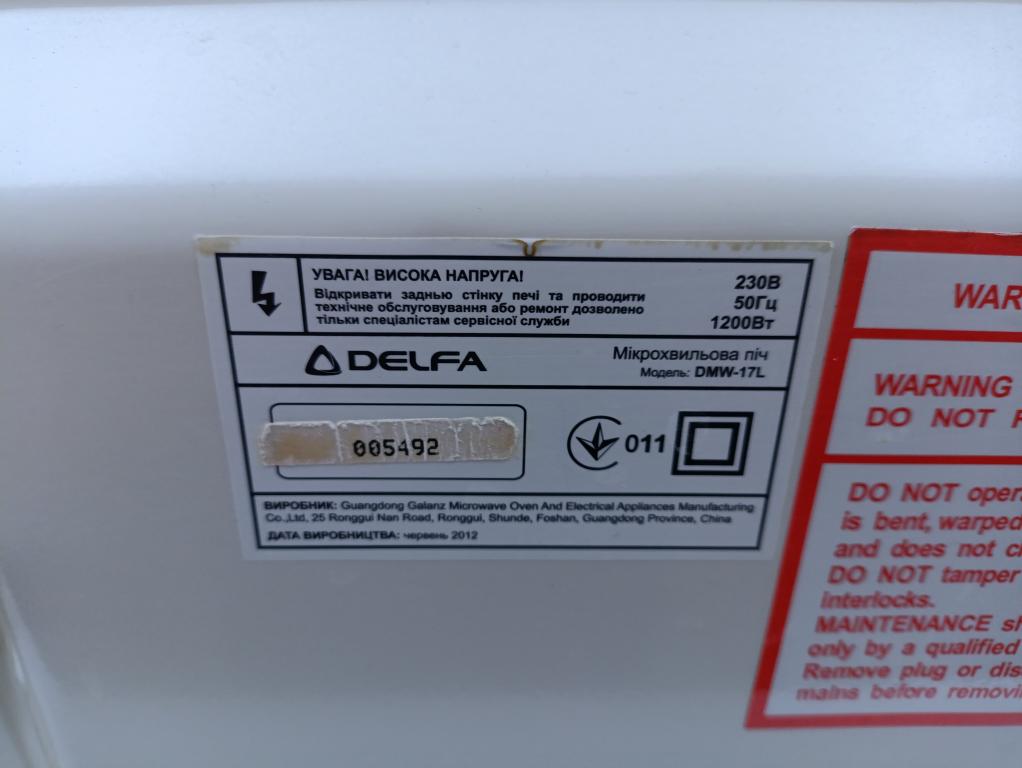 УВАГА! ВИСОКА НАПРУГА!
Відкривати задню стінку печі та проводити
технічне обслуговування або ремонт дозволено
тільки спеціалістам сервісної служби
230В
50Гц
1200Вт
DELFA
Мікрохвильова піч
Модель: DMW-17L
005492
011
ВИРОБНИК: Guangdong Galanz Microwave Oven And Electrical Appliances Manufacturing
Co.,Ltd, 25 Ronggui Nan Road, Ronggui, Shunde, Foshan, Guangdong Province, China
ДАТА ВИРОБНИЦТВА: червень 2012
WAR
WARNING
DO NOT
DO NOT oper
is bent, warped
and does not c
DO NOT tamper
interlocks.
MAINTENANCE sh
only by a qualified
Remove plug or dis
mains before removi